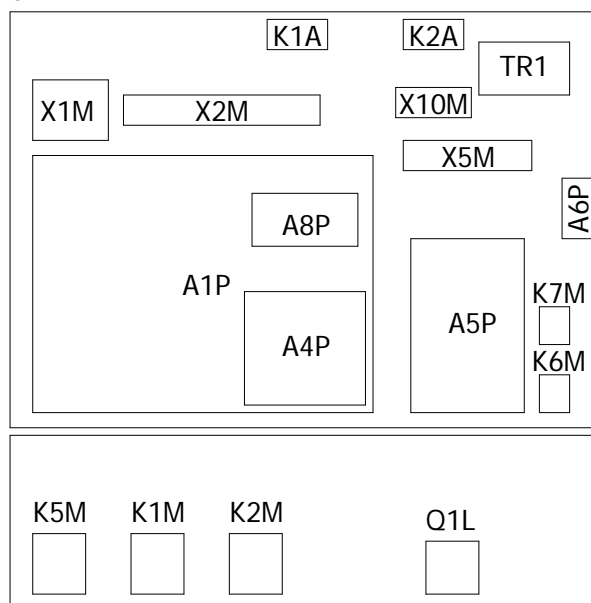 K1A
K2A
TR1
X1M
X2M
X10M
X5M
A6P
A8P
A1P
K7M
A5P
A4P
K6M
K5M
K1M
K2M
Q1L